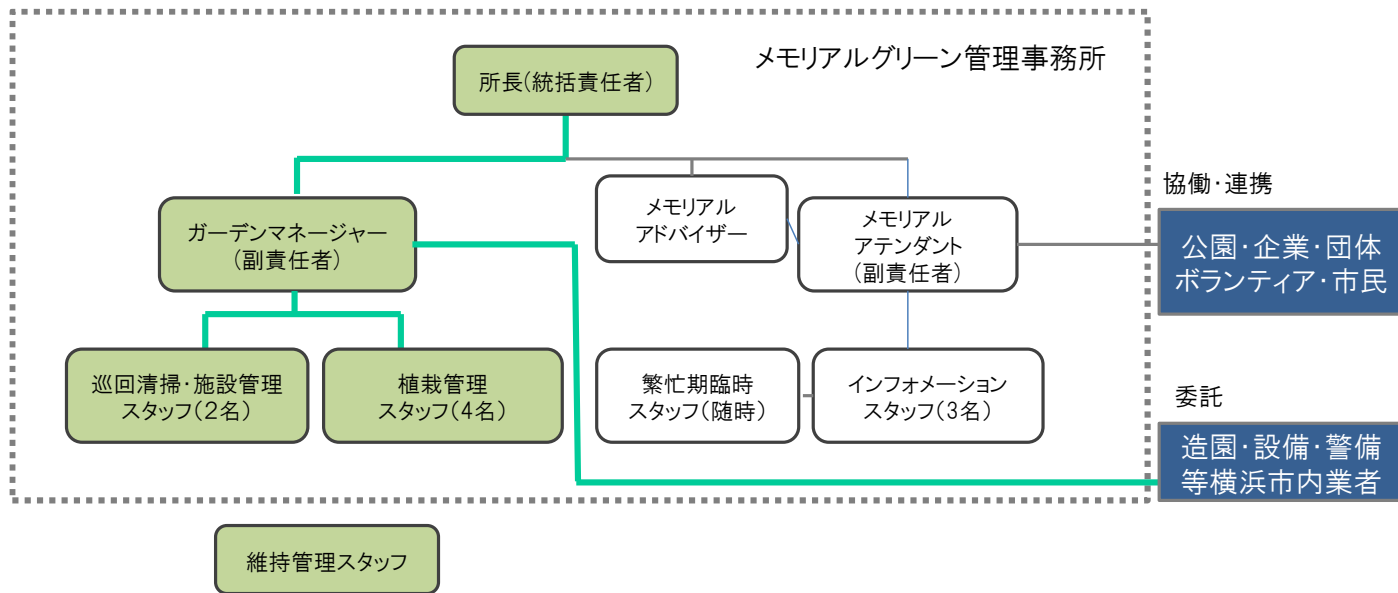 メモリアルグリーン管理事務所
所長(統括責任者)
協働・連携
ガーデンマネージャー
(副責任者)
メモリアル
アドバイザー
メモリアル
アテンダント
(副責任者)
公園・企業・団体
ボランティア・市民
巡回清掃・施設管理
スタッフ(2名)
植栽管理
スタッフ(4名)
繁忙期臨時
スタッフ(随時)
インフォメーション
スタッフ(3名)
委託
造園・設備・警備
等横浜市内業者
維持管理スタッフ